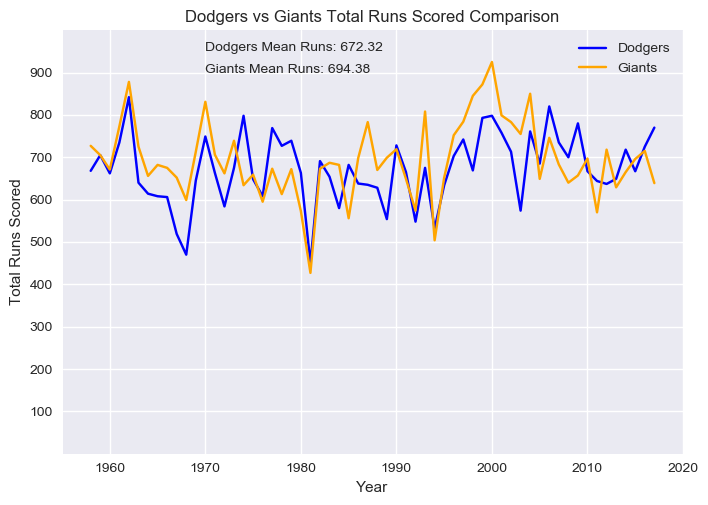 Dodgers vs Giants Total Runs Scored Comparison
Dodgers Mean Runs: 672.32
Giants Mean Runs: 694.38
Dodgers
Giants
Total Runs Scored
900
800
700
600
500
400
300
200
100
1960 1970 1980 1990 2000 2010 2020
Year